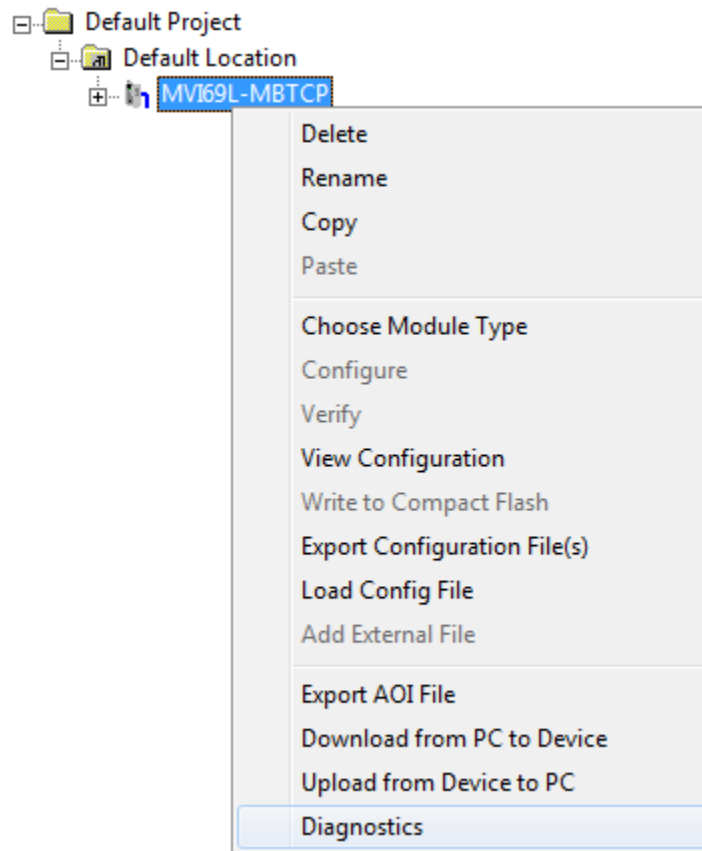 Default Project
Default Location
MVI69L-MBTCP
Delete
Rename
Copy
Paste
Choose Module Type
Configure
Verify
View Configuration
Write to Compact Flash
Export Configuration File(s)
Load Config File
Add External File
Export AOI File
Download from PC to Device
Upload from Device to PC
Diagnostics